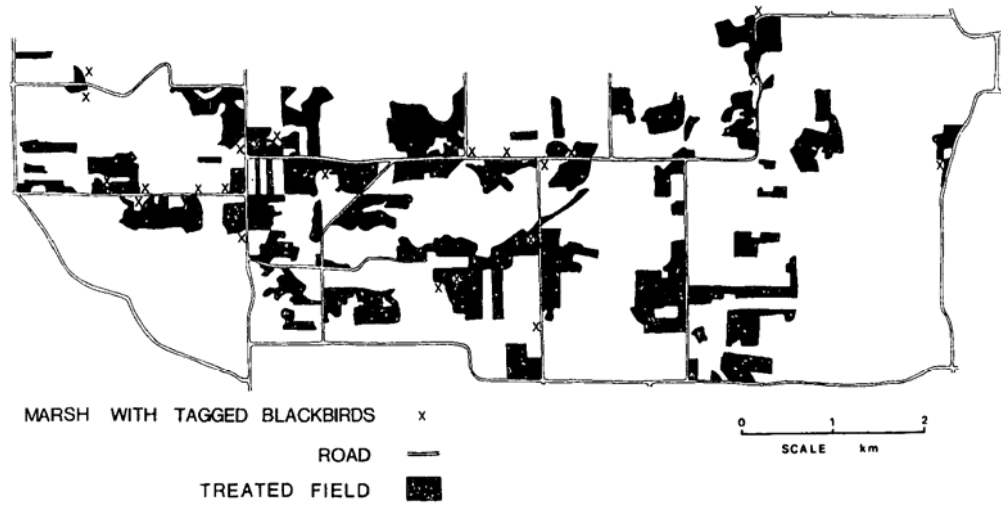 MARSH WITH TAGGED BLACKBIRDS x
ROAD
TREATED FIELD
0 1 2
SCALE km